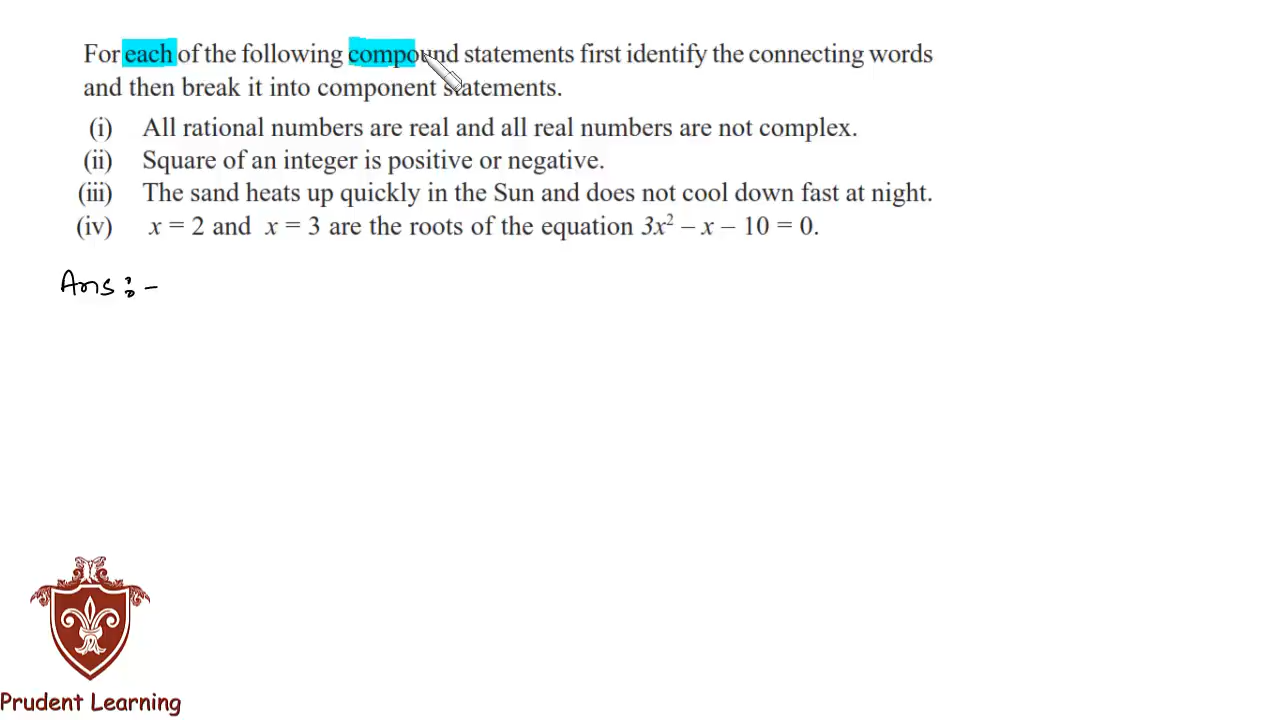 For each of the following compound statements first identify the connecting words
and then break it into component statements.
(i) All rational numbers are real and all real numbers are not complex.
(ii) Square of an integer is positive or negative.
(iii) The sand heats up quickly in the Sun and does not cool down fast at night.
(iv) x = 2 and x = 3 are the roots of the equation 3x² – x – 10 = 0.
Ans :-
Prudent Learning